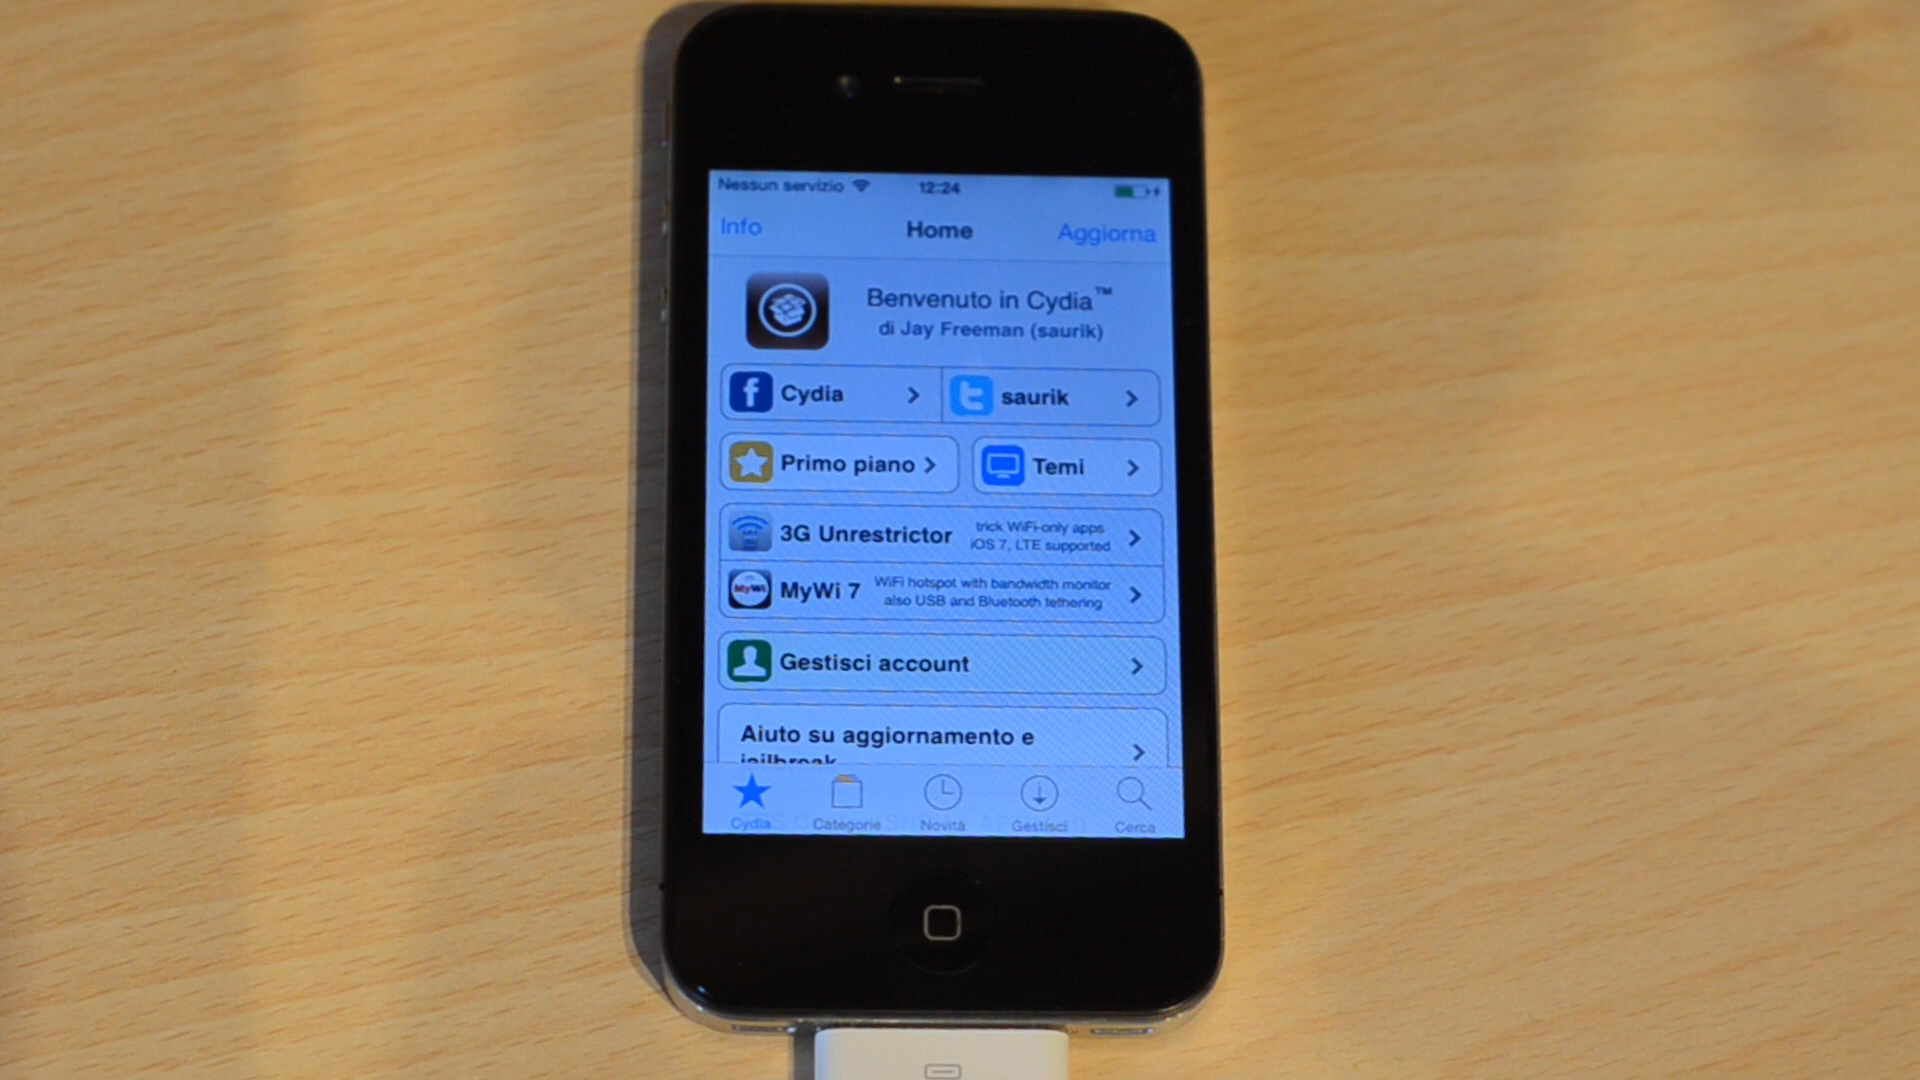 Nessun servizio 12:24
Info Home Aggiorna
Benvenuto in Cydia™
di Jay Freeman (saurik)
Cydia saurik
Primo piano Temi
3G Unrestrictor trick WiFi-only apps
iOS 7, LTE supported
MyWi 7 WiFi hotspot with bandwidth monitor
also USB and Bluetooth tethering
Gestisci account
Aiuto su aggiornamento e
jailbreak
Cydia Categorie Novità Gestisci Cerca